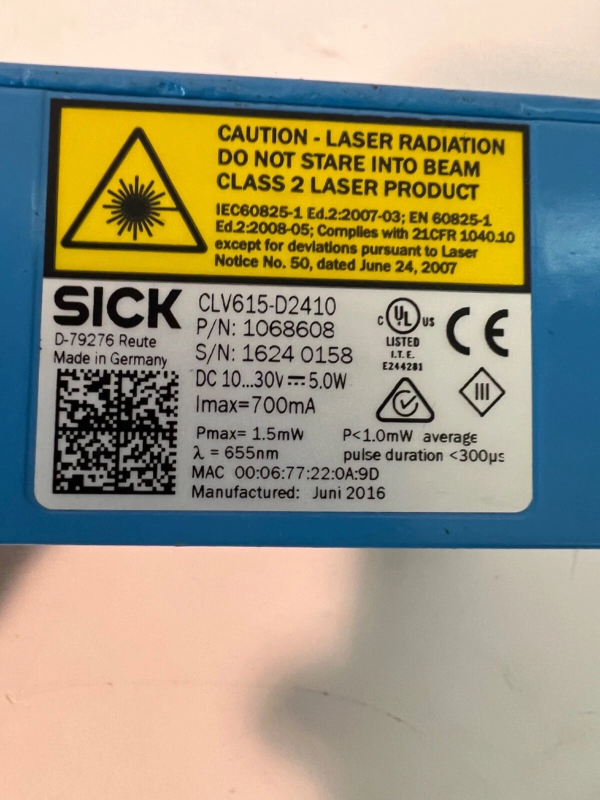 CAUTION - LASER RADIATION
DO NOT STARE INTO BEAM
CLASS 2 LASER PRODUCT
IEC60825-1 Ed.2:2007-03; EN 60825-1
Ed.2:2008-05; Complies with 21CFR 1040.10
except for deviations pursuant to Laser
Notice No. 50, dated June 24, 2007
SICK
D-79276 Reute
Made in Germany
CLV615-D2410
P/N: 1068608
S/N: 1624 0158
DC 10...30V⎓5.0W
Imax=700mA
C UL US
LISTED
I.T.E.
E244281
CE
III
Pmax= 1.5mW
P<1.0mW average
λ = 655nm
pulse duration <300µs
MAC 00:06:77:22:0A:9D
Manufactured: Juni 2016